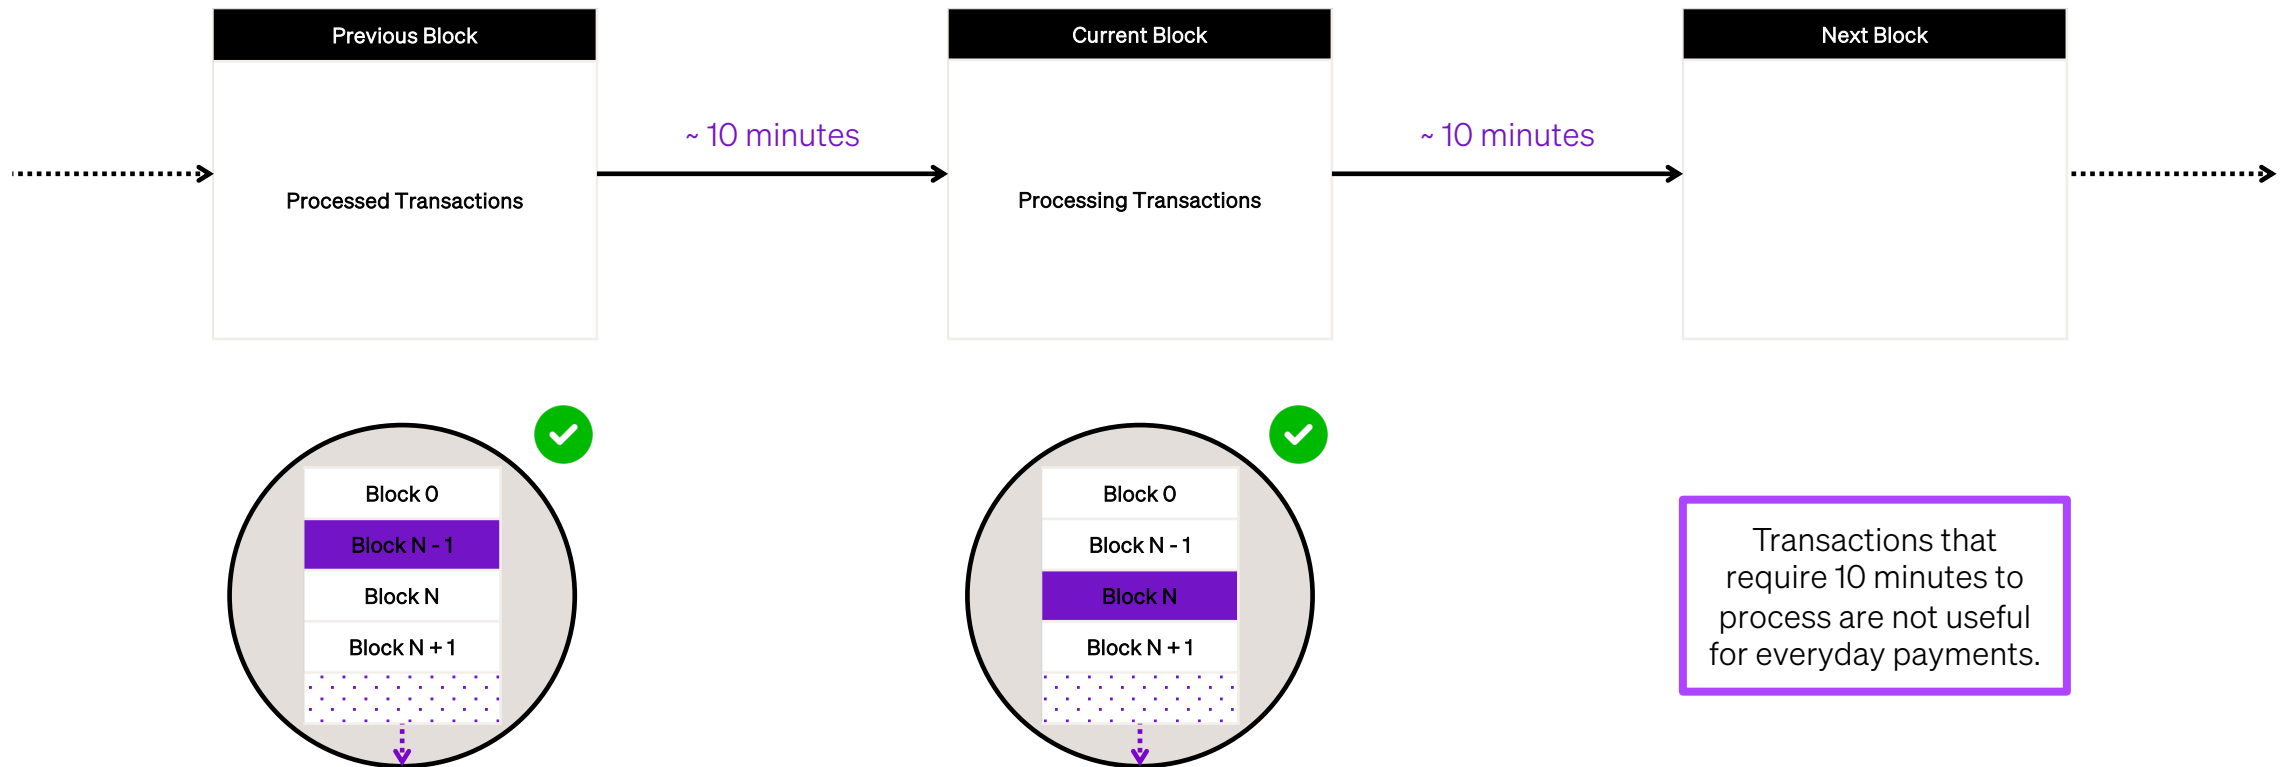 Previous Block
Current Block
Next Block
~ 10 minutes
~ 10 minutes
Processed Transactions
Processing Transactions
Block 0
Block N - 1
Block N
Block N + 1
Block 0
Block N - 1
Block N
Block N + 1
Transactions that
require 10 minutes to
process are not useful
for everyday payments.